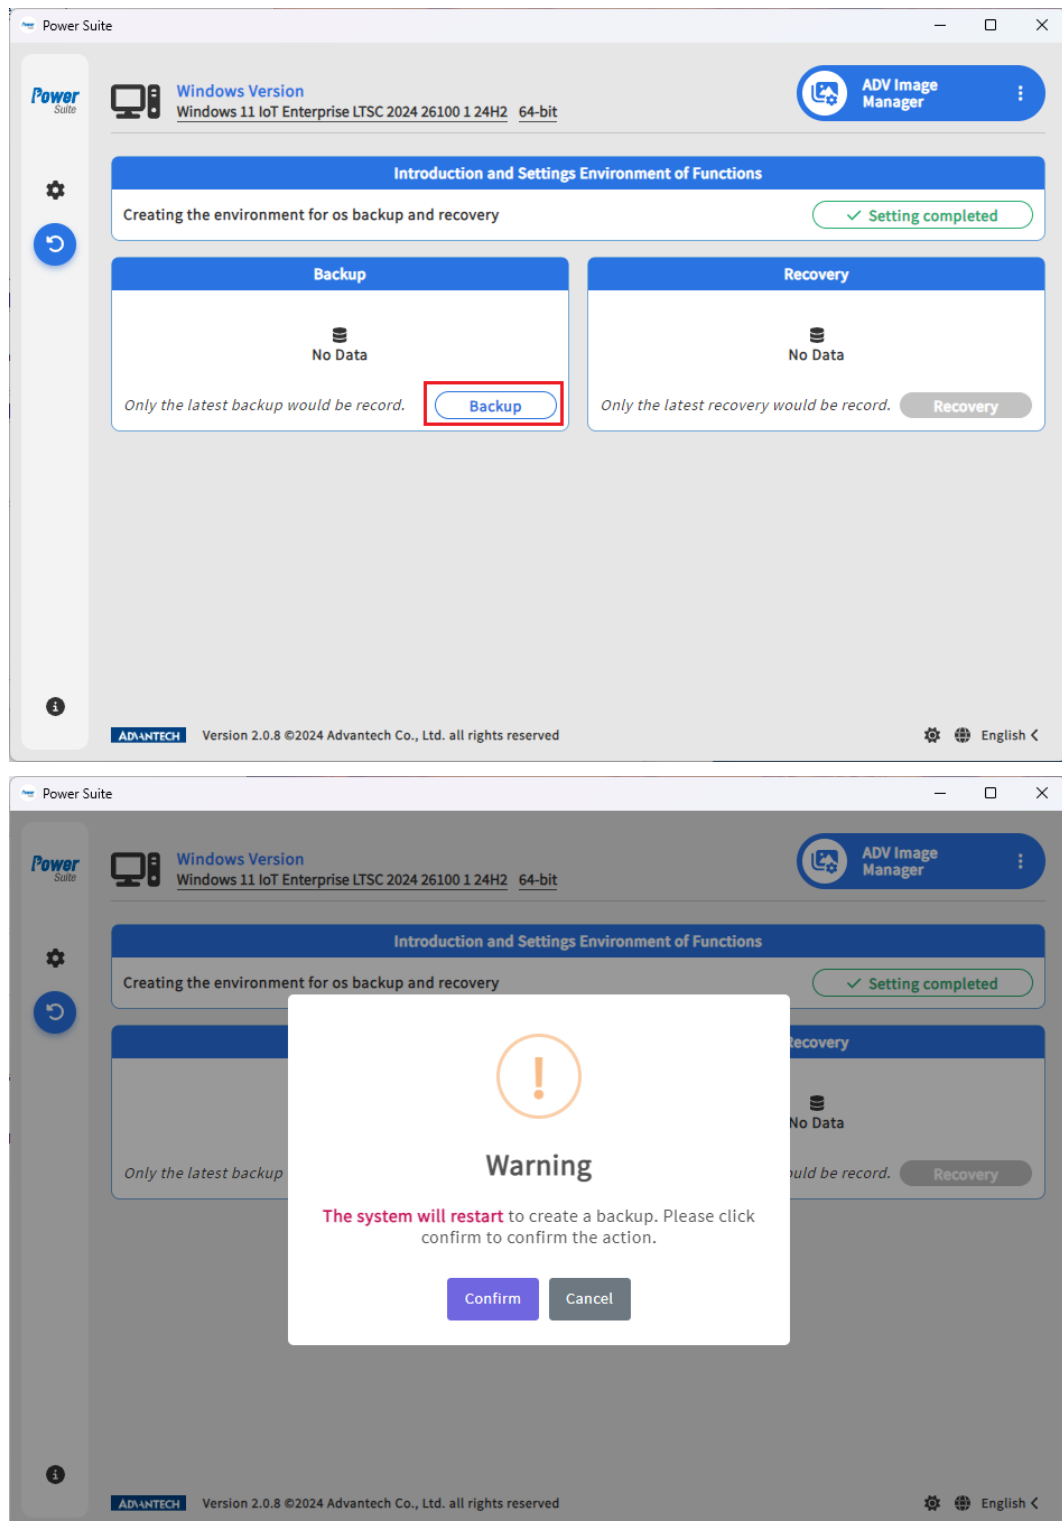 Power Suite
Power
Suite
Windows Version
Windows 11 IoT Enterprise LTSC 2024 26100 1 24H2 64-bit
ADV Image
Manager
Introduction and Settings Environment of Functions
Creating the environment for os backup and recovery
Setting completed
Backup
Recovery
No Data
No Data
Only the latest backup would be record.
Backup
Only the latest recovery would be record.
Recovery
ADVANTECH
Version 2.0.8 ©2024 Advantech Co., Ltd. all rights reserved
English
Power Suite
Power
Suite
Windows Version
Windows 11 IoT Enterprise LTSC 2024 26100 1 24H2 64-bit
ADV Image
Manager
Introduction and Settings Environment of Functions
Creating the environment for os backup and recovery
Setting completed
Recovery
No Data
Only the latest backup
would be record.
Recovery
Warning
The system will restart to create a backup. Please click
confirm to confirm the action.
Confirm
Cancel
ADVANTECH
Version 2.0.8 ©2024 Advantech Co., Ltd. all rights reserved
English